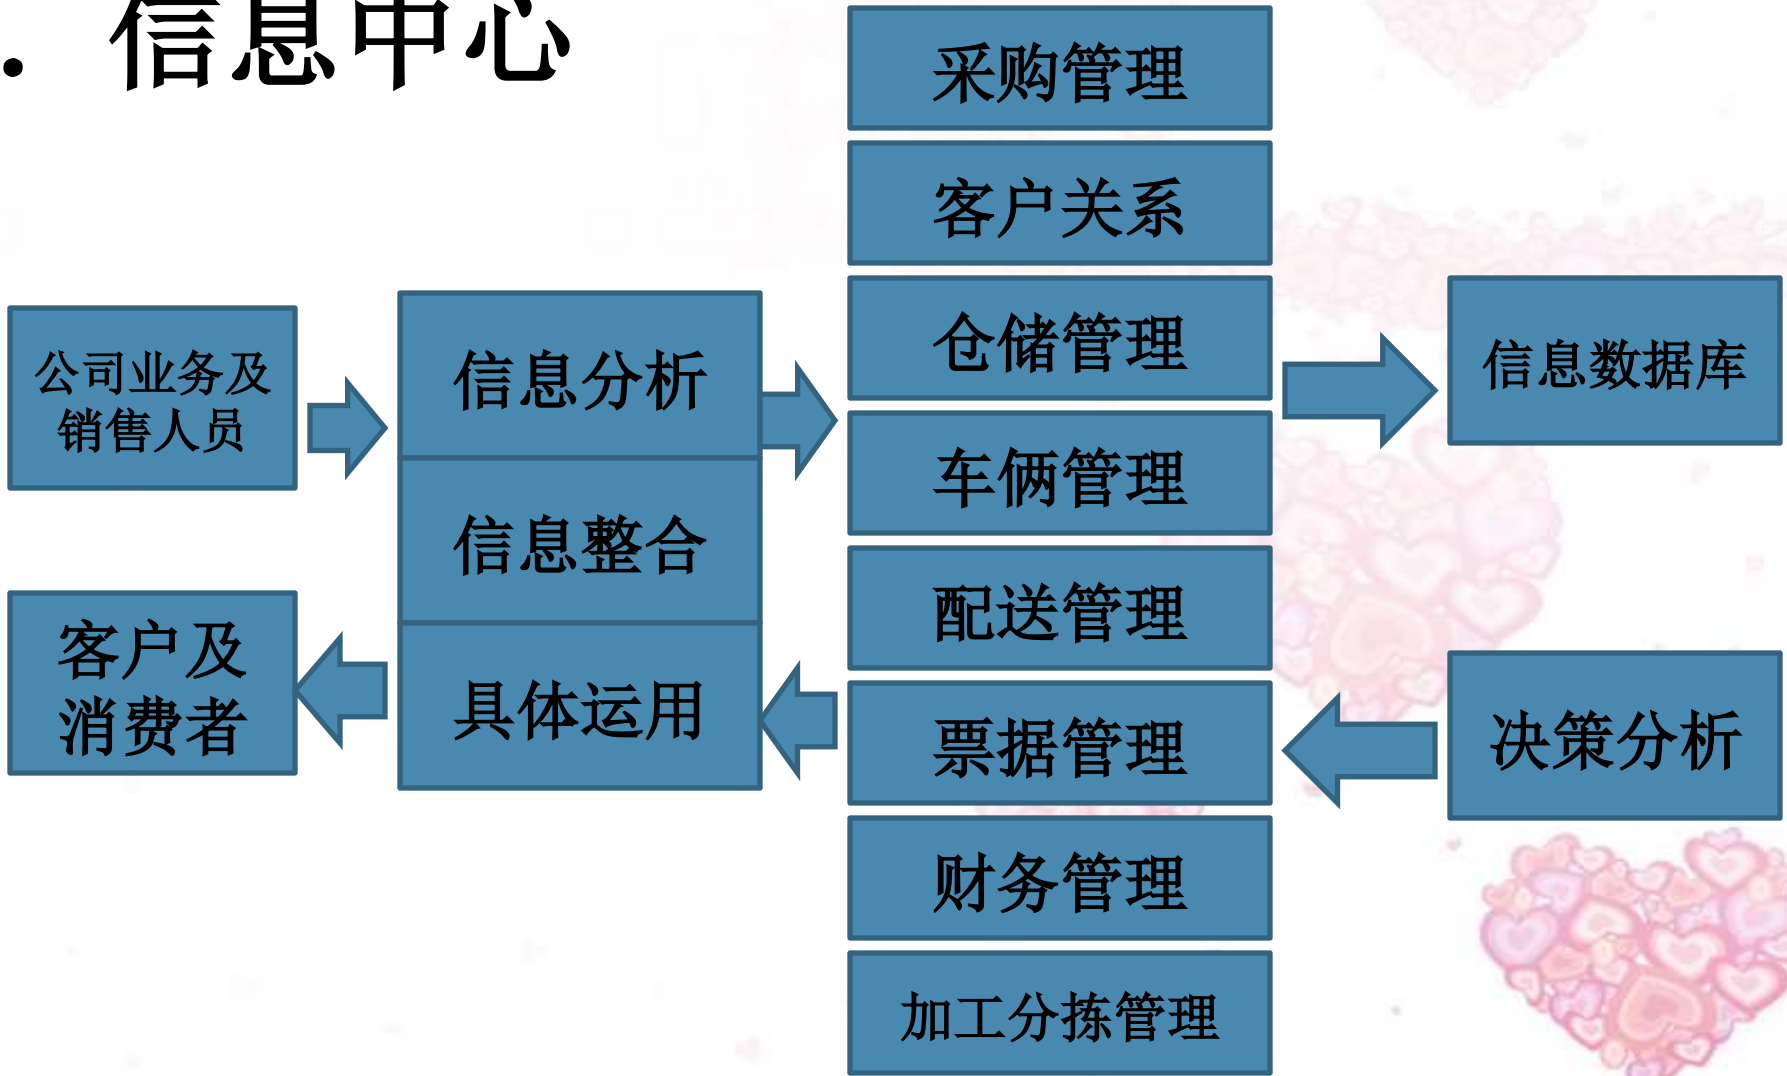 . 信息中心
采购管理
客户关系
仓储管理
车俩管理
配送管理
票据管理
财务管理
加工分拣管理
公司业务及
销售人员
客户及
消费者
信息分析
信息整合
具体运用
信息数据库
决策分析